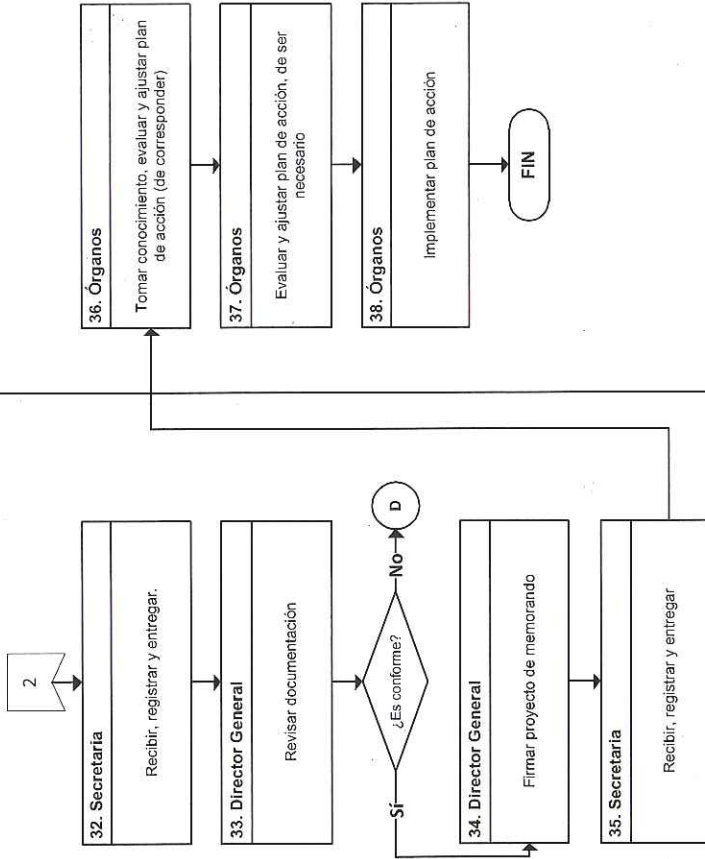 2
32. Secretaria
Recibir, registrar y entregar.
33. Director General
Revisar documentación
¿Es conforme?
No
D
Sí
34. Director General
Firmar proyecto de memorando
35. Secretaria
Recibir, registrar y entregar
36. Órganos
Tomar conocimiento, evaluar y ajustar plan
de acción (de corresponder)
37. Órganos
Evaluar y ajustar plan de acción, de ser
necesario
38. Órganos
Implementar plan de acción
FIN